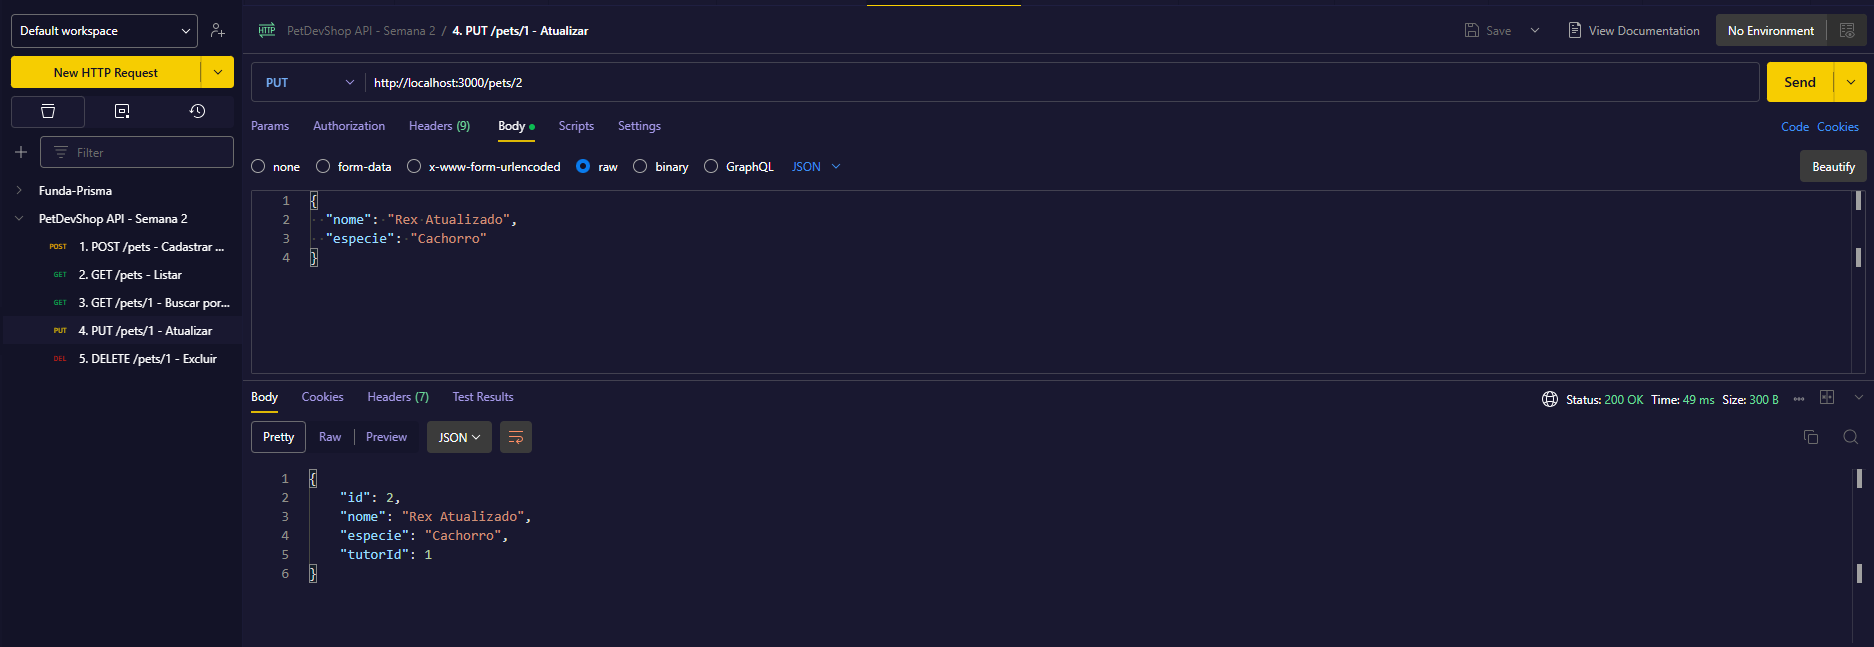 Default workspace
New HTTP Request
Filter
Funda-Prisma
PetDevShop API - Semana 2
POST 1. POST /pets - Cadastrar ...
GET 2. GET /pets - Listar
GET 3. GET /pets/1 - Buscar por...
PUT 4. PUT /pets/1 - Atualizar
DEL 5. DELETE /pets/1 - Excluir
HTTP PetDevShop API - Semana 2 / 4. PUT /pets/1 - Atualizar
Save View Documentation No Environment
PUT http://localhost:3000/pets/2 Send
Params Authorization Headers (9) Body Scripts Settings Code Cookies
none form-data x-www-form-urlencoded raw binary GraphQL JSON Beautify
1 {
2 "nome": "Rex Atualizado",
3 "especie": "Cachorro"
4 }
Body Cookies Headers (7) Test Results Status: 200 OK Time: 49 ms Size: 300 B
Pretty Raw Preview JSON
1 {
2 "id": 2,
3 "nome": "Rex Atualizado",
4 "especie": "Cachorro",
5 "tutorId": 1
6 }